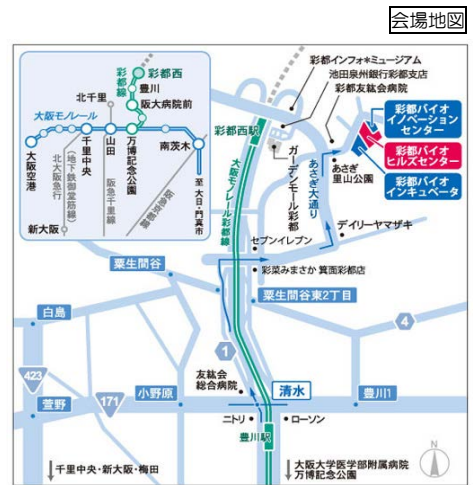 会場地図
彩都西
彩都線
豊川
阪大病院前
北千里
大阪モノレール
大阪空港
千里中央
山田
万博記念公園
南茨木
(地下鉄御堂筋線)
北大阪急行
阪急千里線
阪急京都線
至 大日・門真市
新大阪
彩都インフォ＊ミュージアム
池田泉州銀行彩都支店
彩都友紘会病院
彩都西駅
大阪モノレール彩都線
ガーデンモール彩都
あさぎ大通り
あさぎ
里山公園
彩都バイオ
イノベーション
センター
彩都バイオ
ヒルズセンター
彩都バイオ
インキュベータ
デイリーヤマザキ
セブンイレブン
彩菜みまさか 箕面彩都店
粟生間谷
粟生間谷東2丁目
白島
4
1
423
171
友紘会
総合病院
小野原
清水
豊川1
萱野
ニトリ
ローソン
豊川駅
千里中央・新大阪・梅田
大阪大学医学部附属病院
万博記念公園
N